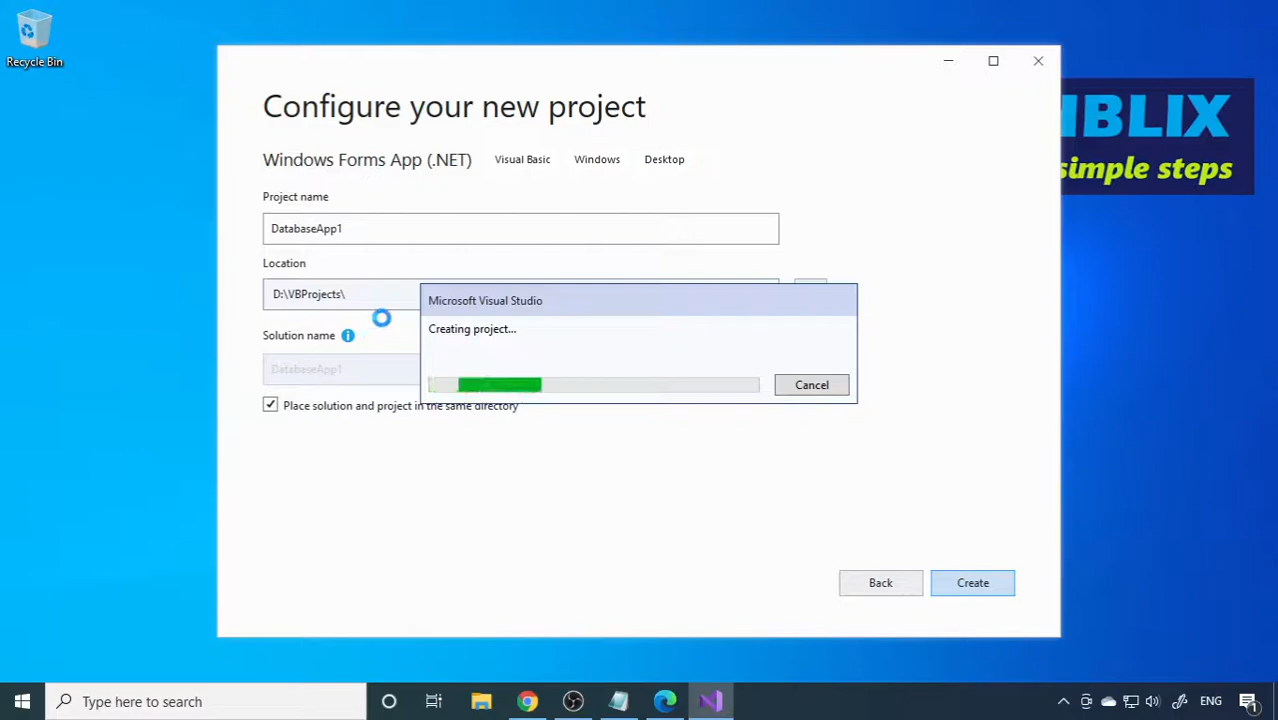 Recycle Bin
Configure your new project
Windows Forms App (.NET) Visual Basic Windows Desktop
Project name
DatabaseApp1
Location
D:\VBProjects\
Solution name
DatabaseApp1
Place solution and project in the same directory
Microsoft Visual Studio
Creating project...
Cancel
Back Create
IBLIX
simple steps
Type here to search
ENG
1